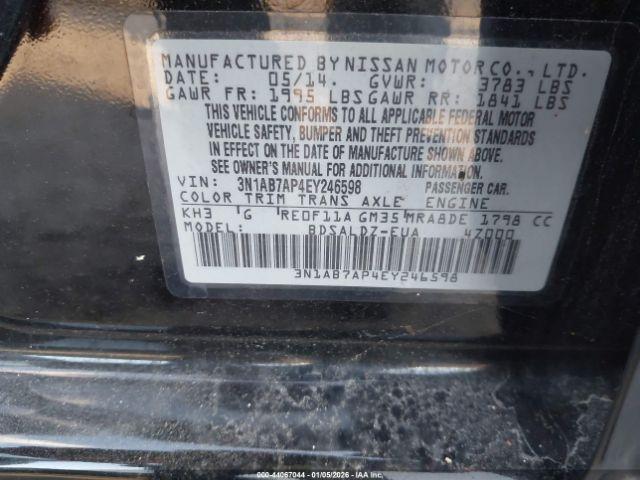 MANUFACTURED BY NISSAN MOTOR CO., LTD.
DATE: 05/14. GVWR: 3783 LBS
GAWR FR: 1995 LBS GAWR RR: 1841 LBS
THIS VEHICLE CONFORMS TO ALL APPLICABLE FEDERAL MOTOR
VEHICLE SAFETY, BUMPER AND THEFT PREVENTION STANDARDS
IN EFFECT ON THE DATE OF MANUFACTURE SHOWN ABOVE.
SEE OWNER'S MANUAL FOR ADDITIONAL INFORMATION.
VIN: 3N1AB7AP4EY246598 PASSENGER CAR.
COLOR TRIM TRANS AXLE ENGINE
KH3 G RE0F11A GM35 MRA8DE 1798 CC
MODEL: BDSALDZ-EUA 4Z000
3N1AB7AP4EY246598
000-44067044 | 01/05/2026 - IAA Inc.